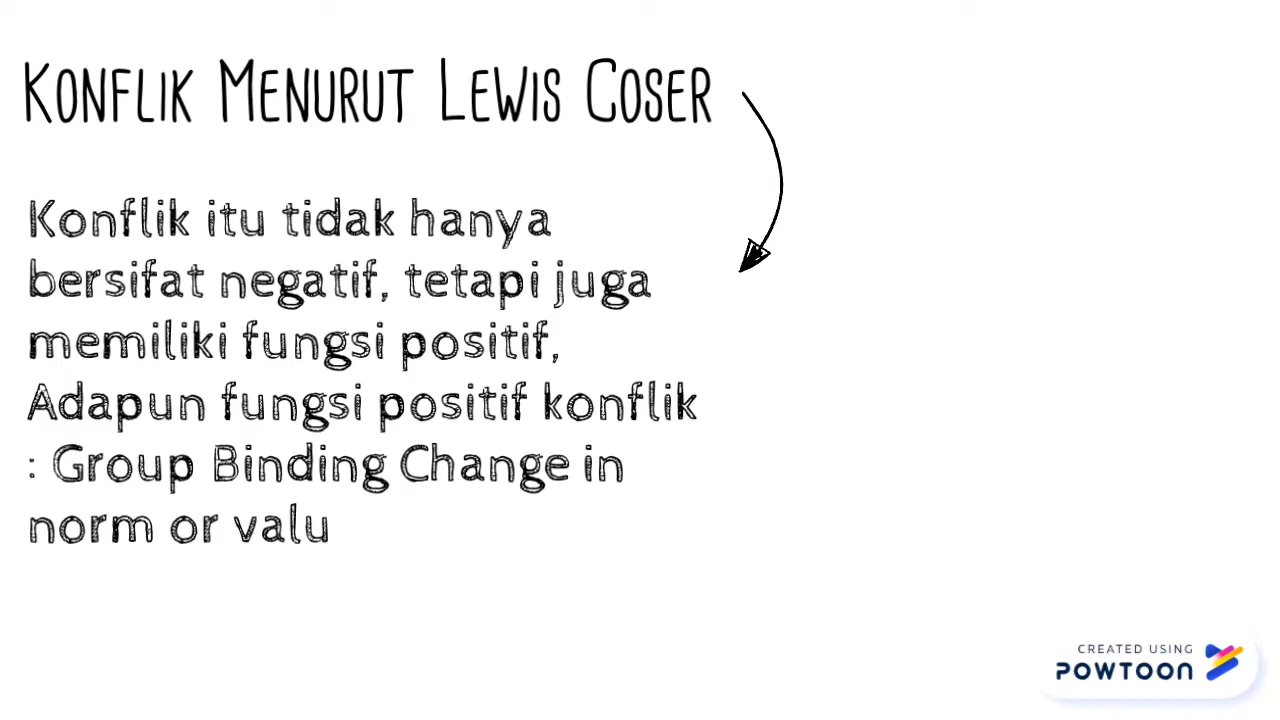 Konflik Menurut Lewis Coser
Konflik itu tidak hanya
bersifat negatif, tetapi juga
memiliki fungsi positif,
Adapun fungsi positif konflik
: Group Binding Change in
norm or valu
CREATED USING
POWTOON